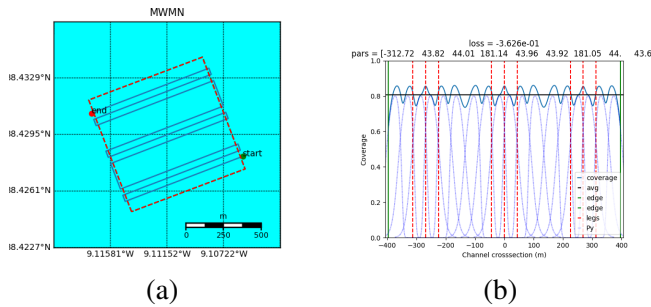 MWMN
18.4329°N
18.4295°N
18.4261°N
18.4227°N
end
start
m
0 250 500
9.11581°W 9.11152°W 9.10722°W
(a)
loss = -3.626e-01
pars = [-312.72 43.82 44.01 181.14 43.96 43.92 181.05 44. 43.6
Coverage
1.0
0.8
0.6
0.4
0.2
0.0
coverage
avg
edge
edge
legs
Py
-400 -300 -200 -100 0 100 200 300 400
Channel crosssection (m)
(b)